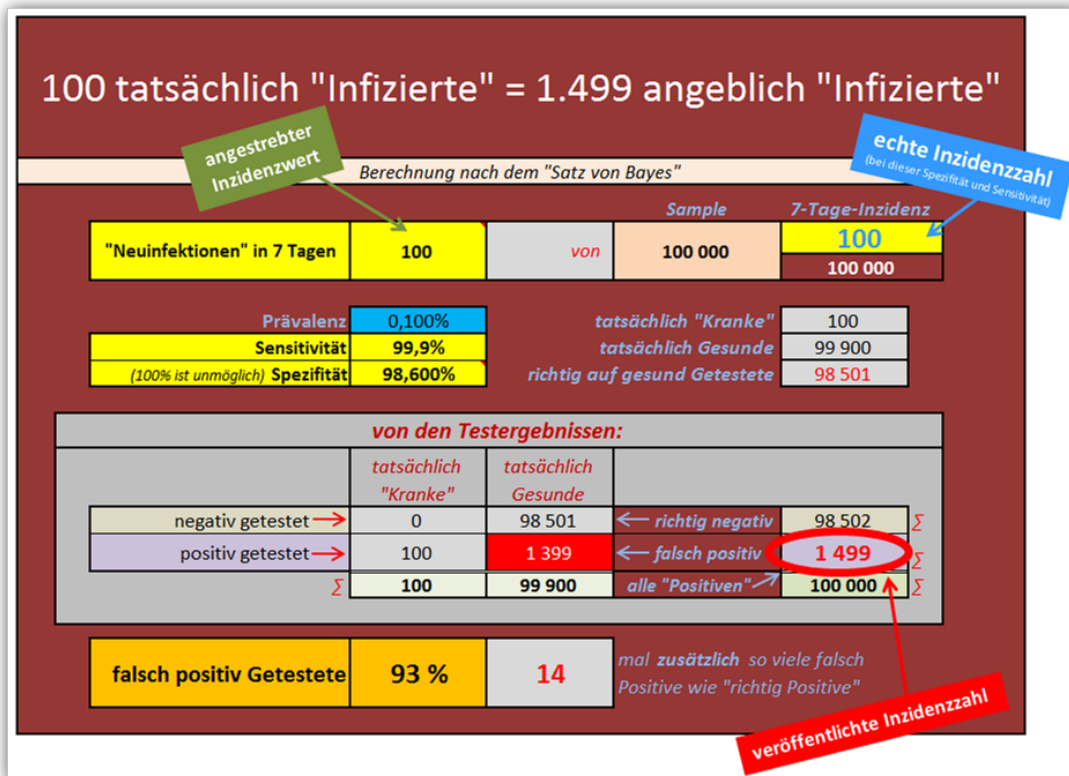 100 tatsächlich "Infizierte" = 1.499 angeblich "Infizierte"
angestrebter
Inzidenzwert
echte Inzidenzzahl
(bei dieser Spezifität und Sensitivität)
Berechnung nach dem "Satz von Bayes"
Sample 7-Tage-Inzidenz
"Neuinfektionen" in 7 Tagen 100 von 100 000 100
100 000
Prävalenz 0,100% tatsächlich "Kranke" 100
Sensitivität 99,9% tatsächlich Gesunde 99 900
(100% ist unmöglich) Spezifität 98,600% richtig auf gesund Getestete 98 501
von den Testergebnissen:
tatsächlich tatsächlich
"Kranke" Gesunde
negativ getestet 0 98 501 richtig negativ 98 502 Σ
positiv getestet 100 1 399 falsch positiv 1 499 Σ
Σ 100 99 900 alle "Positiven" 100 000 Σ
falsch positiv Getestete 93 % 14 mal zusätzlich so viele falsch
Positive wie "richtig Positive"
veröffentlichte Inzidenzzahl